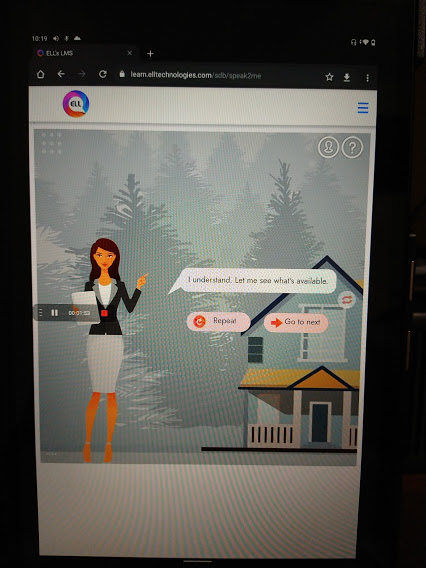 10:19
ELL's LMS
learn.elltechnologies.com/sdb/speak2me
ELL
?
I understand. Let me see what's available.
00:01:53
Repeat
Go to next